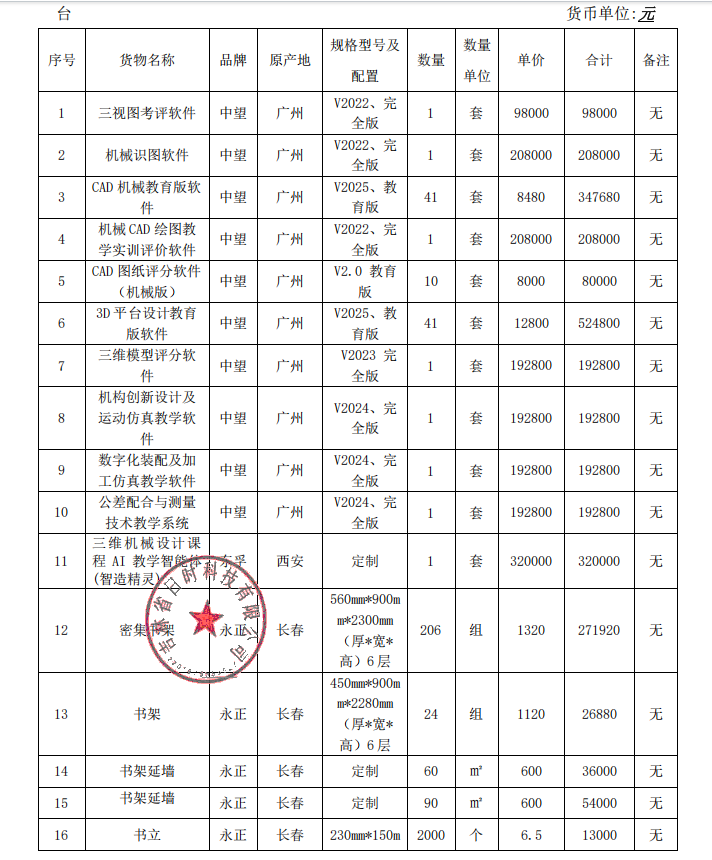 台
货币单位:元
序号 货物名称 品牌 原产地 规格型号及配置 数量 数量单位 单价 合计 备注
1 三视图考评软件 中望 广州 V2022、完全版 1 套 98000 98000 无
2 机械识图软件 中望 广州 V2022、完全版 1 套 208000 208000 无
3 CAD 机械教育版软件 中望 广州 V2025、教育版 41 套 8480 347680 无
4 机械 CAD 绘图教学实训评价软件 中望 广州 V2022、完全版 1 套 208000 208000 无
5 CAD 图纸评分软件（机械版） 中望 广州 V2.0 教育版 10 套 8000 80000 无
6 3D 平台设计教育版软件 中望 广州 V2025、教育版 41 套 12800 524800 无
7 三维模型评分软件 中望 广州 V2023 完全版 1 套 192800 192800 无
8 机构创新设计及运动仿真教学软件 中望 广州 V2024、完全版 1 套 192800 192800 无
9 数字化装配及加工仿真教学软件 中望 广州 V2024、完全版 1 套 192800 192800 无
10 公差配合与测量技术教学系统 中望 广州 V2024、完全版 1 套 192800 192800 无
11 三维机械设计课程 AI 教学智能体(智造精灵) 东孚 西安 定制 1 套 320000 320000 无
12 密集书架 永正 长春 560mm*900mm*2300mm（厚*宽*高）6 层 206 组 1320 271920 无
13 书架 永正 长春 450mm*900mm*2280mm（厚*宽*高）6 层 24 组 1120 26880 无
14 书架延墙 永正 长春 定制 60 ㎡ 600 36000 无
15 书架延墙 永正 长春 定制 90 ㎡ 600 54000 无
16 书立 永正 长春 230mm*150m 2000 个 6.5 13000 无
吉林省日时科技有限公司